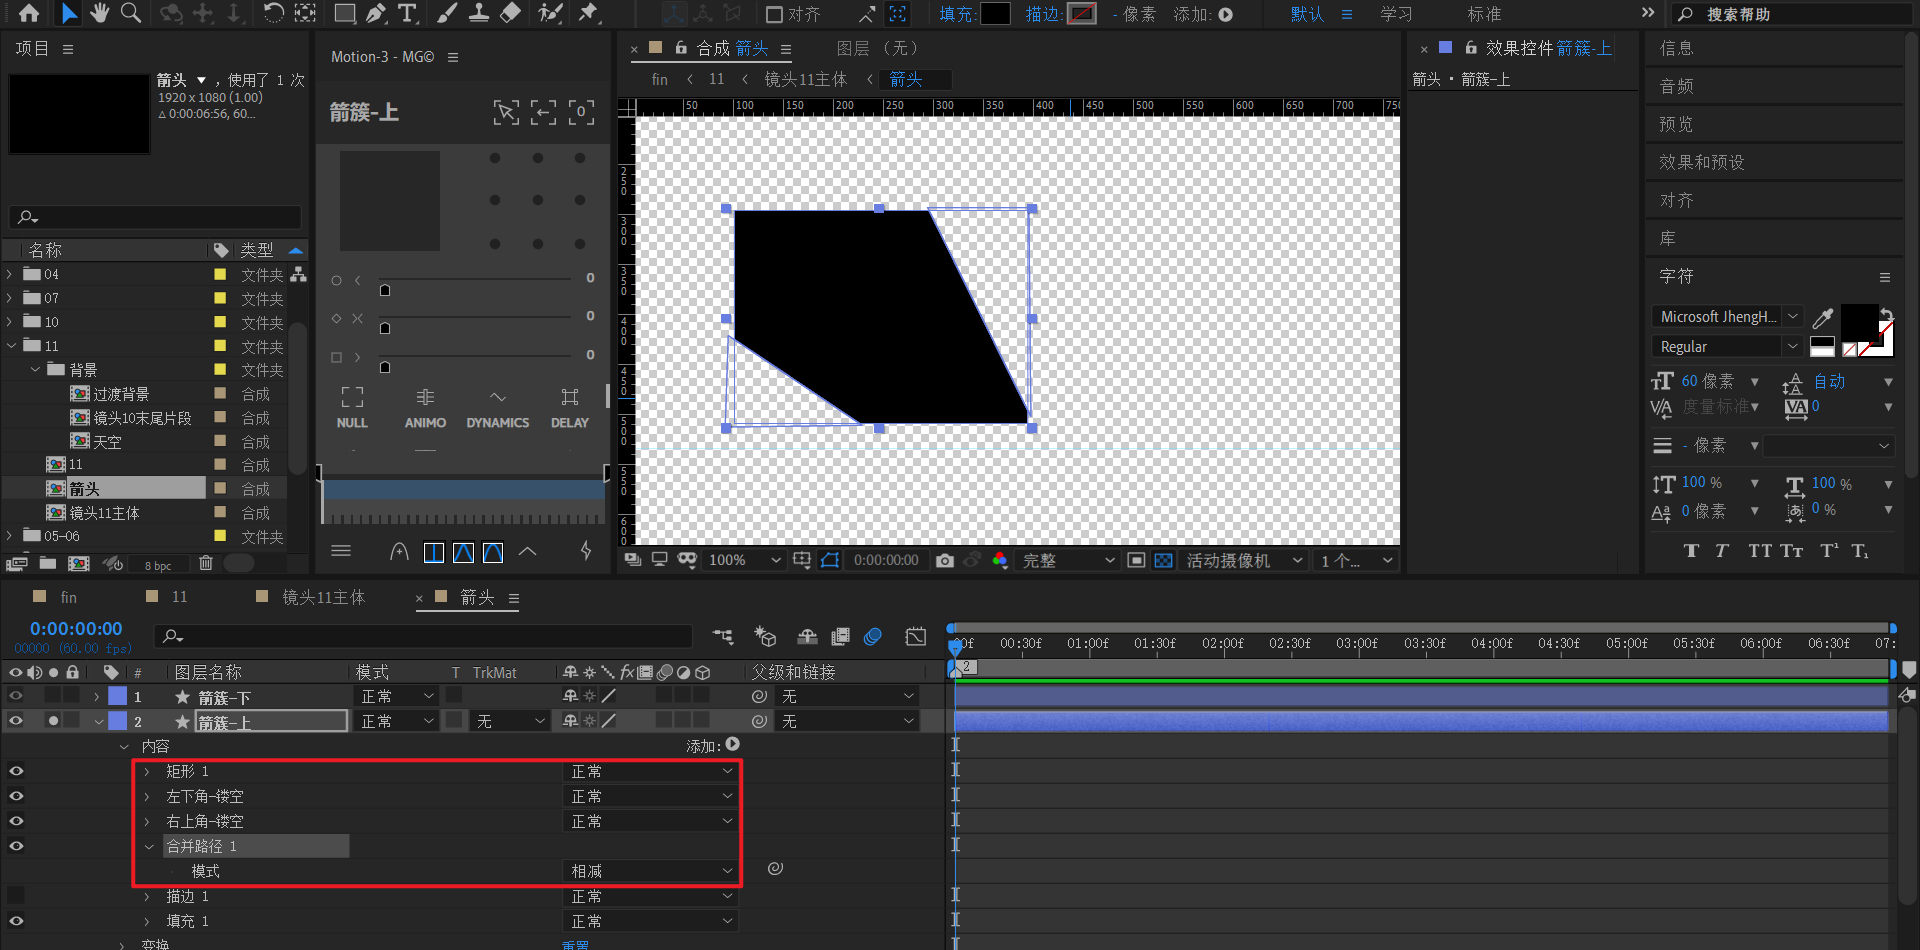 对齐
填充:
描边:
- 像素
添加:
默认
学习
标准
搜索帮助
项目
箭头 ▼ , 使用了 1 次
1920 x 1080 (1.00)
△ 0:00:06:56, 60...
名称
类型
04 文件夹
07 文件夹
10 文件夹
11 文件夹
背景 文件夹
过渡背景 合成
镜头10末尾片段 合成
天空 合成
11 合成
箭头 合成
镜头11主体 合成
05-06 文件夹
8 bpc
Motion-3 - MG©
箭簇-上
0
0
0
0
NULL
ANIMO
DYNAMICS
DELAY
× 合成 箭头
图层 (无)
fin < 11 < 镜头11主体 < 箭头
50 100 150 200 250 300 350 400 450 500 550 600 650 700 750
250
300
350
400
450
500
550
600
100%
0:00:00:00
完整
活动摄像机
1 个...
× 效果控件 箭簇-上
箭头 · 箭簇-上
信息
音频
预览
效果和预设
对齐
库
字符
Microsoft JhengH...
Regular
60 像素
自动
度量标准
0
- 像素
100 %
100 %
0 像素
0 %
T T TT Tт T¹ T₁
fin
11
镜头11主体
× 箭头
0:00:00:00
00000 (60.00 fps)
00f 00:30f 01:00f 01:30f 02:00f 02:30f 03:00f 03:30f 04:00f 04:30f 05:00f 05:30f 06:00f 06:30f 07:
2
# 图层名称 模式 T TrkMat 父级和链接
1 箭簇-下 正常 无
2 箭簇-上 正常 无 无
内容 添加:
矩形 1 正常
左下角-镂空 正常
右上角-镂空 正常
合并路径 1
模式 相减
描边 1 正常
填充 1 正常
变换 重置